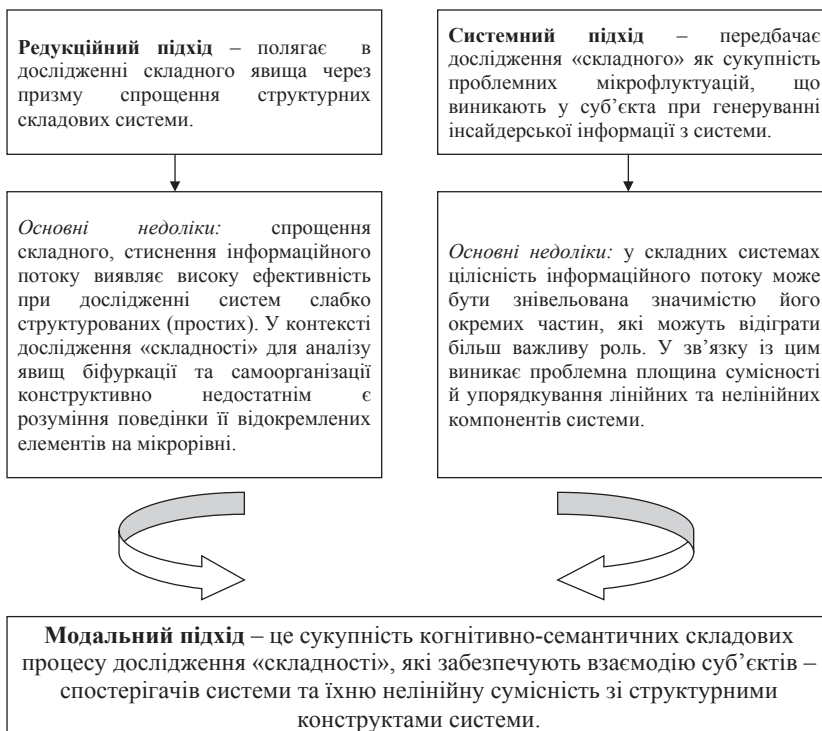 Редукційний підхід – полягає в
дослідженні складного явища через
призму спрощення структурних
складових системи.
Системний підхід – передбачає
дослідження «складного» як сукупність
проблемних мікрофлуктуацій, що
виникають у суб’єкта при генеруванні
інсайдерської інформації з системи.
Основні недоліки: спрощення
складного, стиснення інформаційного
потоку виявляє високу ефективність
при дослідженні систем слабко
структурованих (простих). У контексті
дослідження «складності» для аналізу
явищ біфуркації та самоорганізації
конструктивно недостатнім є
розуміння поведінки її відокремлених
елементів на мікрорівні.
Основні недоліки: у складних системах
цілісність інформаційного потоку може
бути знівельована значимістю його
окремих частин, які можуть відіграти
більш важливу роль. У зв’язку із цим
виникає проблемна площина сумісності
й упорядкування лінійних та нелінійних
компонентів системи.
Модальний підхід – це сукупність когнітивно-семантичних складових
процесу дослідження «складності», які забезпечують взаємодію суб’єктів –
спостерігачів системи та їхню нелінійну сумісність зі структурними
конструктами системи.